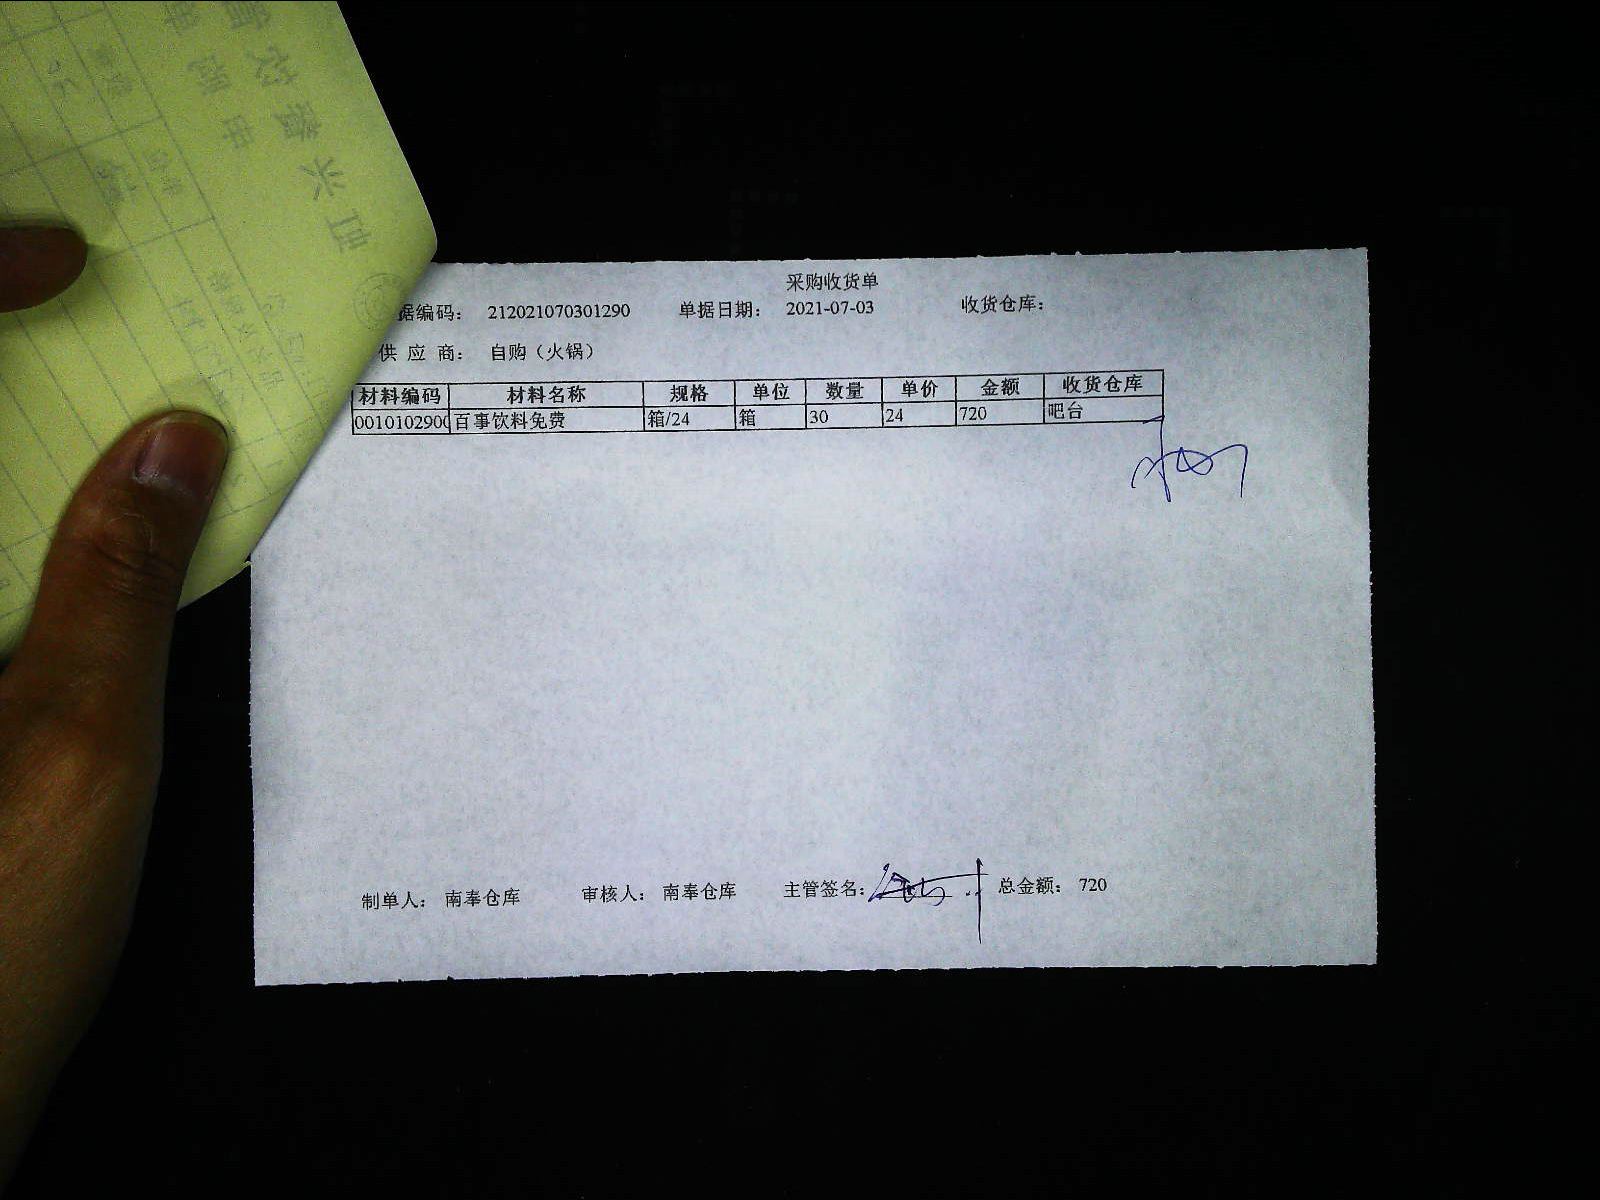 采购收货单
据编码： 212021070301290 单据日期： 2021-07-03 收货仓库：
供 应 商： 自购（火锅）
材料编码 材料名称 规格 单位 数量 单价 金额 收货仓库
0010102900 百事饮料免费 箱/24 箱 30 24 720 吧台
制单人： 南奉仓库 审核人： 南奉仓库 主管签名： 总金额： 720